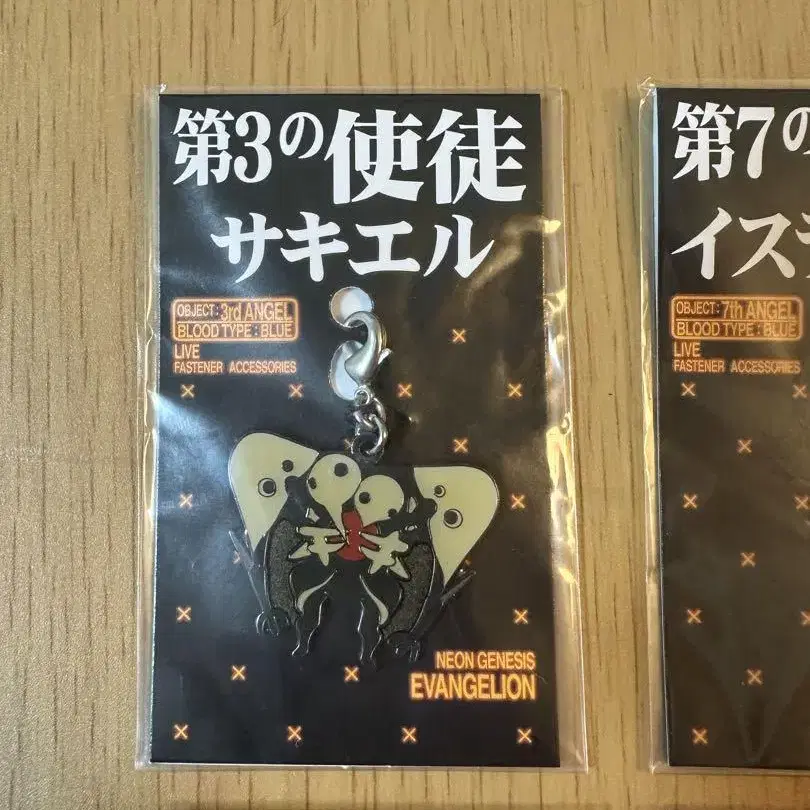 第3の使徒
サキエル
OBJECT:3rd ANGEL
BLOOD TYPE:BLUE
LIVE
FASTENER ACCESSORIES
NEON GENESIS
EVANGELION
第7の
イス
OBJECT:7th ANGEL
BLOOD TYPE:BLUE
LIVE
FASTENER ACCESSORIES